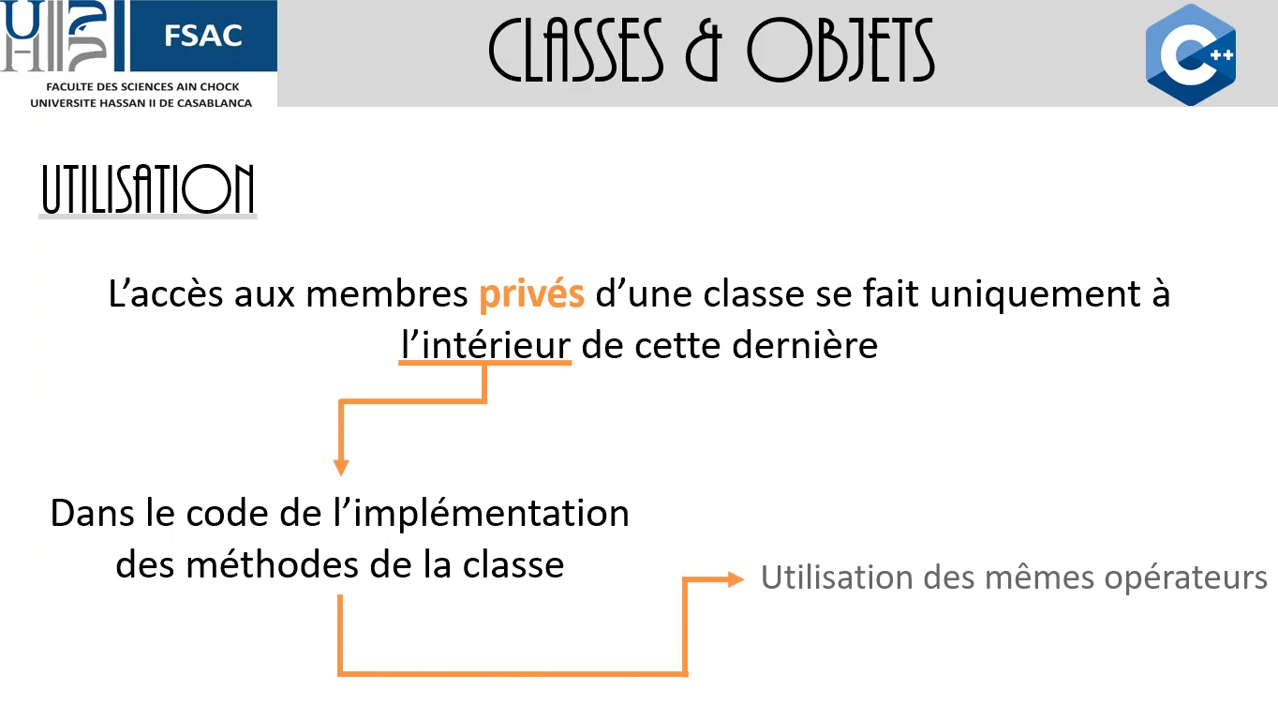 UH
FSAC
FACULTE DES SCIENCES AIN CHOCK
UNIVERSITE HASSAN II DE CASABLANCA
CLASSES & OBJETS
C++
UTILISATION
L’accès aux membres privés d’une classe se fait uniquement à
l’intérieur de cette dernière
Dans le code de l’implémentation
des méthodes de la classe
Utilisation des mêmes opérateurs